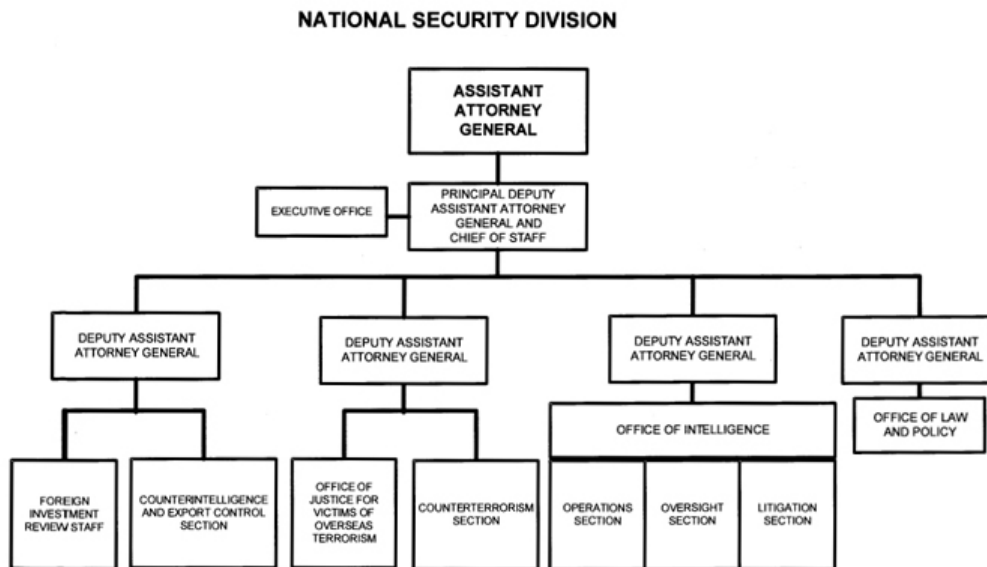 NATIONAL SECURITY DIVISION
ASSISTANT
ATTORNEY
GENERAL
EXECUTIVE OFFICE
PRINCIPAL DEPUTY
ASSISTANT ATTORNEY
GENERAL AND
CHIEF OF STAFF
DEPUTY ASSISTANT
ATTORNEY GENERAL
DEPUTY ASSISTANT
ATTORNEY GENERAL
DEPUTY ASSISTANT
ATTORNEY GENERAL
DEPUTY ASSISTANT
ATTORNEY GENERAL
OFFICE OF INTELLIGENCE
OFFICE OF LAW
AND POLICY
FOREIGN
INVESTMENT
REVIEW STAFF
COUNTERINTELLIGENCE
AND EXPORT CONTROL
SECTION
OFFICE OF
JUSTICE FOR
VICTIMS OF
OVERSEAS
TERRORISM
COUNTERTERRORISM
SECTION
OPERATIONS
SECTION
OVERSIGHT
SECTION
LITIGATION
SECTION